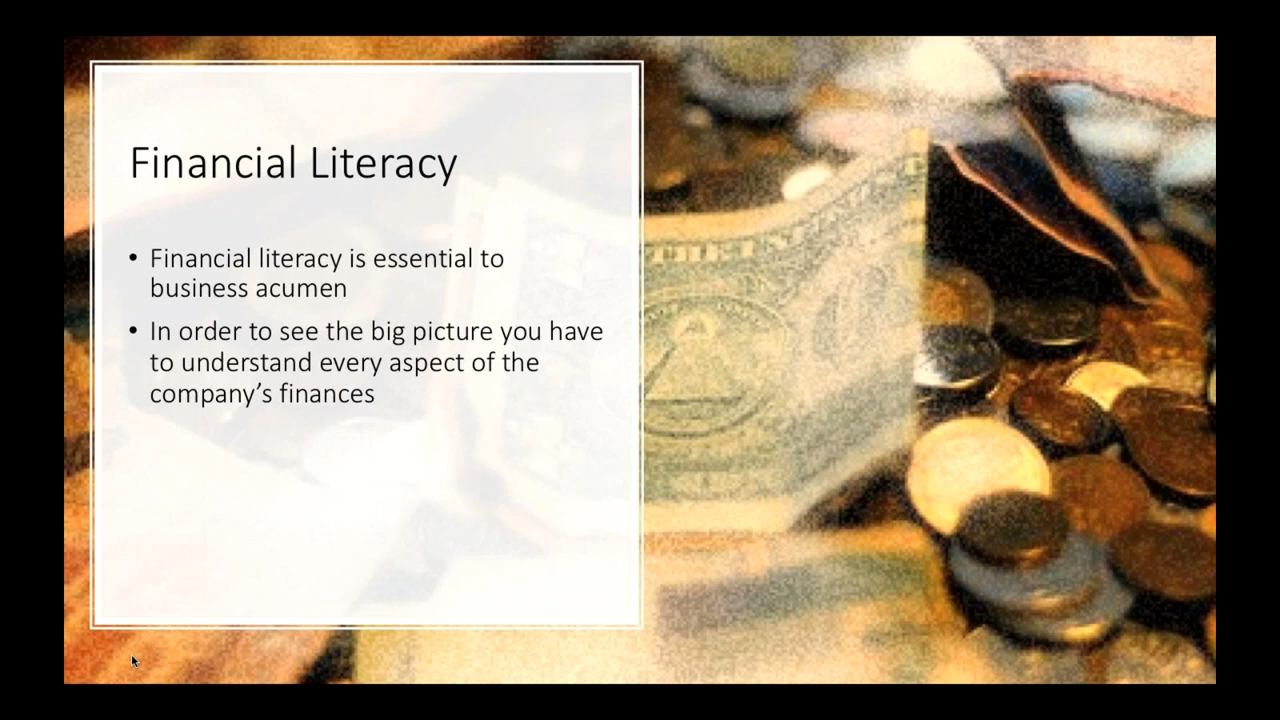 Financial Literacy
• Financial literacy is essential to
business acumen
• In order to see the big picture you have
to understand every aspect of the
company’s finances